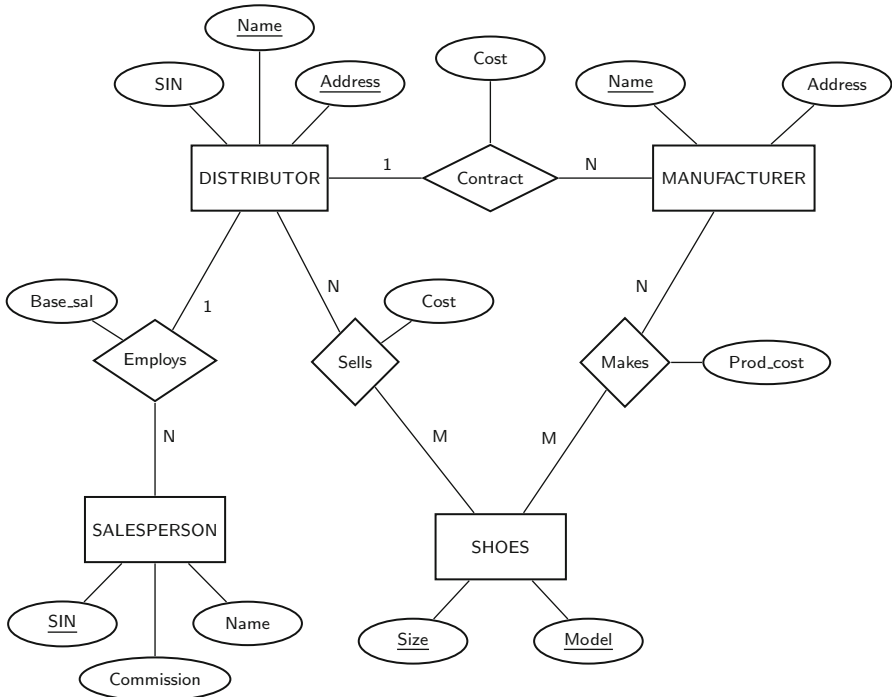 Name
Cost
SIN
Address
Name
Address
DISTRIBUTOR
1
Contract
N
MANUFACTURER
Base_sal
1
N
Cost
N
Employs
Sells
Makes
Prod_cost
N
M
M
SALESPERSON
SHOES
SIN
Name
Size
Model
Commission